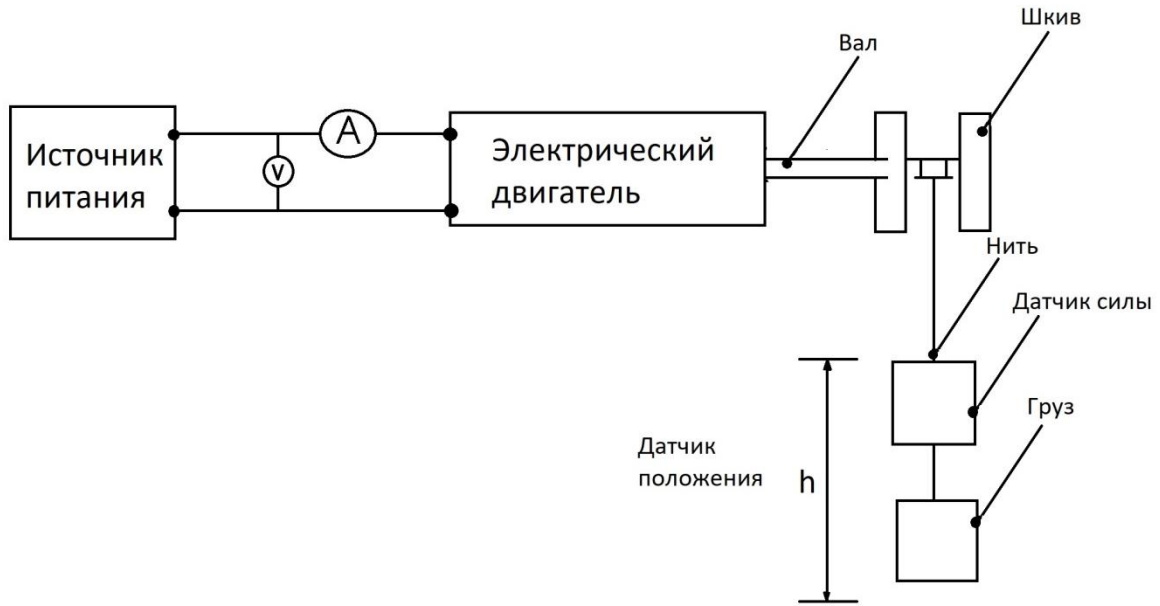 Шкив
Вал
A
Источник
питания
V
Электрический
двигатель
Нить
Датчик силы
Груз
Датчик
положения
h